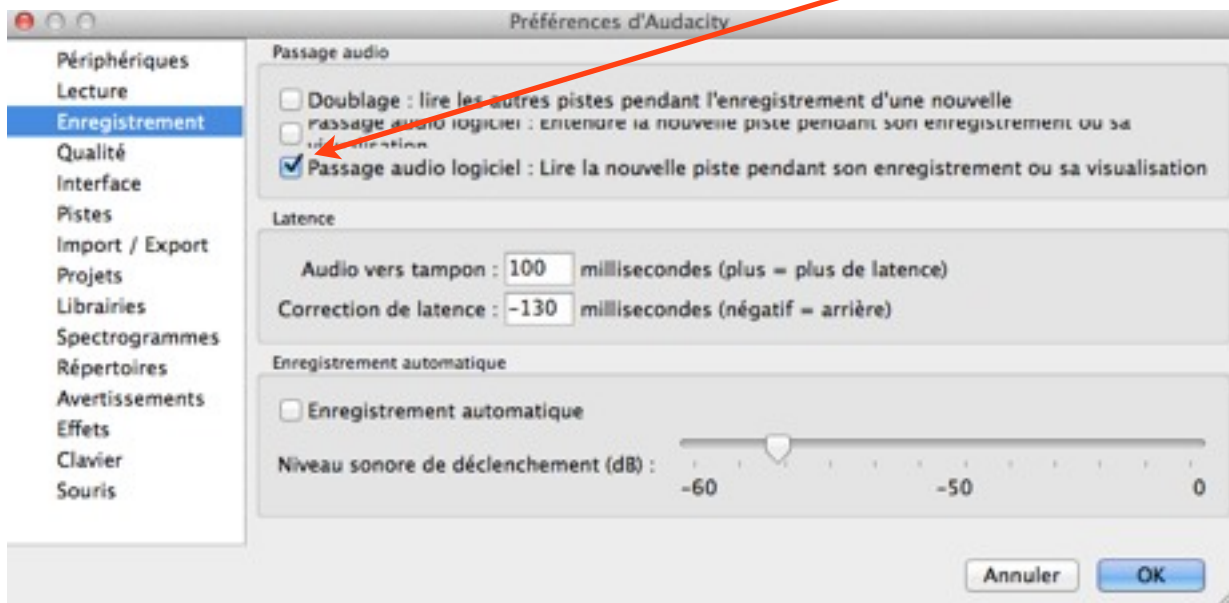 Préférences d'Audacity
Périphériques
Lecture
Enregistrement
Qualité
Interface
Pistes
Import / Export
Projets
Librairies
Spectrogrammes
Répertoires
Avertissements
Effets
Clavier
Souris
Passage audio
Doublage : lire les autres pistes pendant l'enregistrement d'une nouvelle
Passage audio logiciel : Entendre la nouvelle piste pendant son enregistrement ou sa
visualisation
Passage audio logiciel : Lire la nouvelle piste pendant son enregistrement ou sa visualisation
Latence
Audio vers tampon : 100 millisecondes (plus = plus de latence)
Correction de latence : -130 millisecondes (négatif = arrière)
Enregistrement automatique
Enregistrement automatique
Niveau sonore de déclenchement (dB) :
-60 -50 0
Annuler OK